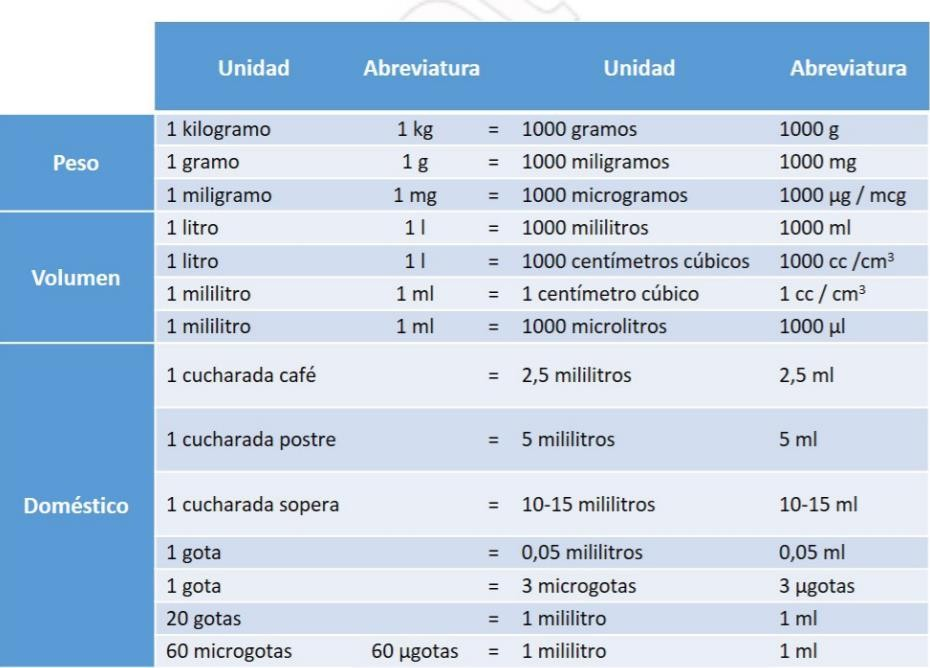 Unidad Abreviatura Unidad Abreviatura
Peso
1 kilogramo 1 kg = 1000 gramos 1000 g
1 gramo 1 g = 1000 miligramos 1000 mg
1 miligramo 1 mg = 1000 microgramos 1000 µg / mcg
Volumen
1 litro 1 l = 1000 mililitros 1000 ml
1 litro 1 l = 1000 centímetros cúbicos 1000 cc /cm³
1 mililitro 1 ml = 1 centímetro cúbico 1 cc / cm³
1 mililitro 1 ml = 1000 microlitros 1000 µl
Doméstico
1 cucharada café = 2,5 mililitros 2,5 ml
1 cucharada postre = 5 mililitros 5 ml
1 cucharada sopera = 10-15 mililitros 10-15 ml
1 gota = 0,05 mililitros 0,05 ml
1 gota = 3 microgotas 3 µgotas
20 gotas = 1 mililitro 1 ml
60 microgotas 60 µgotas = 1 mililitro 1 ml